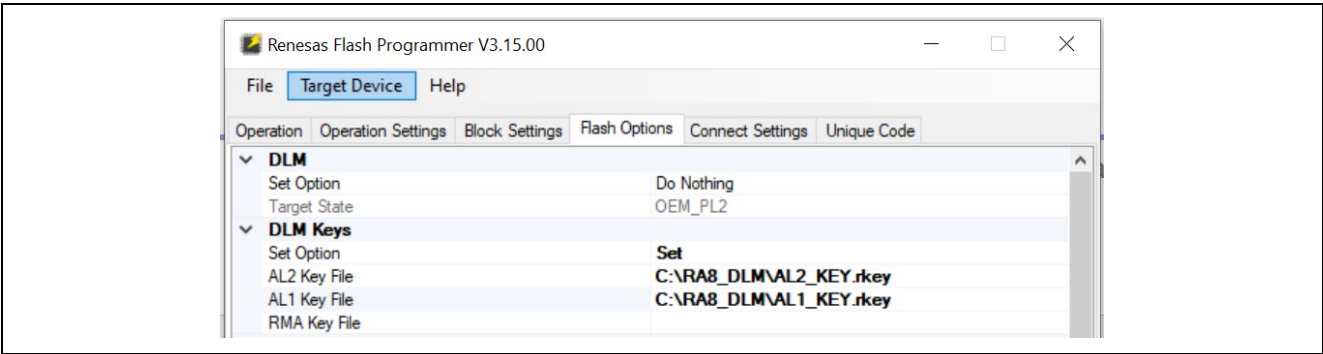 Renesas Flash Programmer V3.15.00
File Target Device Help
Operation Operation Settings Block Settings Flash Options Connect Settings Unique Code
DLM
Set Option Do Nothing
Target State OEM_PL2
DLM Keys
Set Option Set
AL2 Key File C:\RA8_DLM\AL2_KEY.rkey
AL1 Key File C:\RA8_DLM\AL1_KEY.rkey
RMA Key File